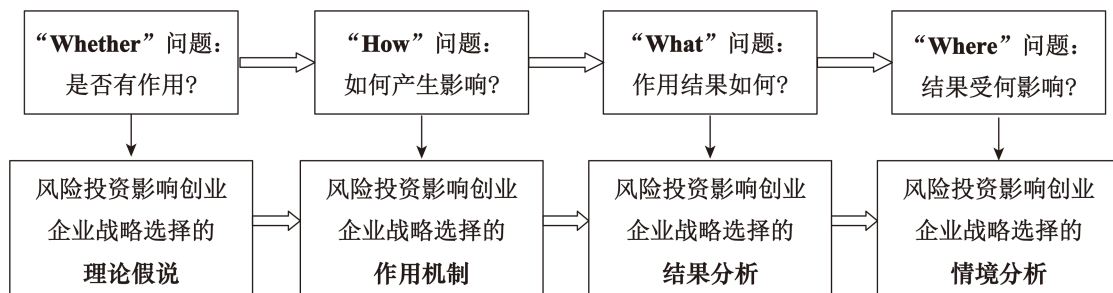 “Whether”问题：
是否有作用?
“How”问题：
如何产生影响?
“What”问题：
作用结果如何?
“Where”问题：
结果受何影响?
风险投资影响创业
企业战略选择的
理论假说
风险投资影响创业
企业战略选择的
作用机制
风险投资影响创业
企业战略选择的
结果分析
风险投资影响创业
企业战略选择的
情境分析